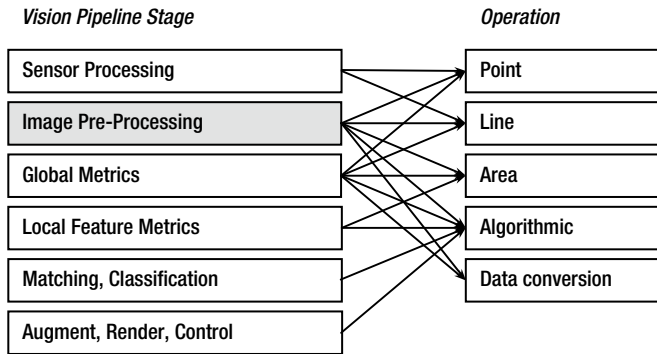 Vision Pipeline Stage
Operation
Sensor Processing
Point
Image Pre-Processing
Line
Global Metrics
Area
Local Feature Metrics
Algorithmic
Matching, Classification
Data conversion
Augment, Render, Control